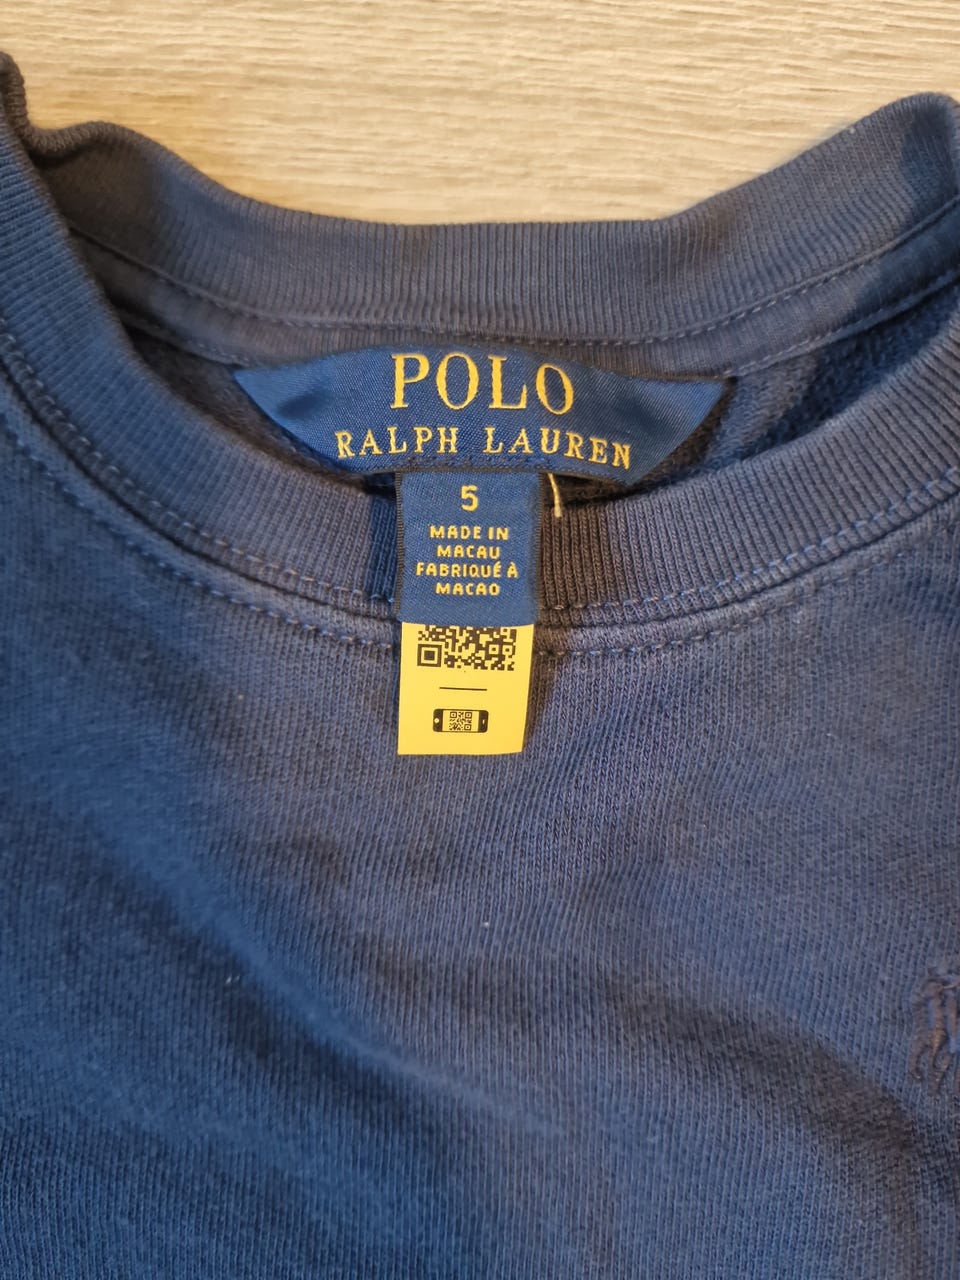 POLO
RALPH LAUREN
5
MADE IN
MACAU
FABRIQUÉ À
MACAO